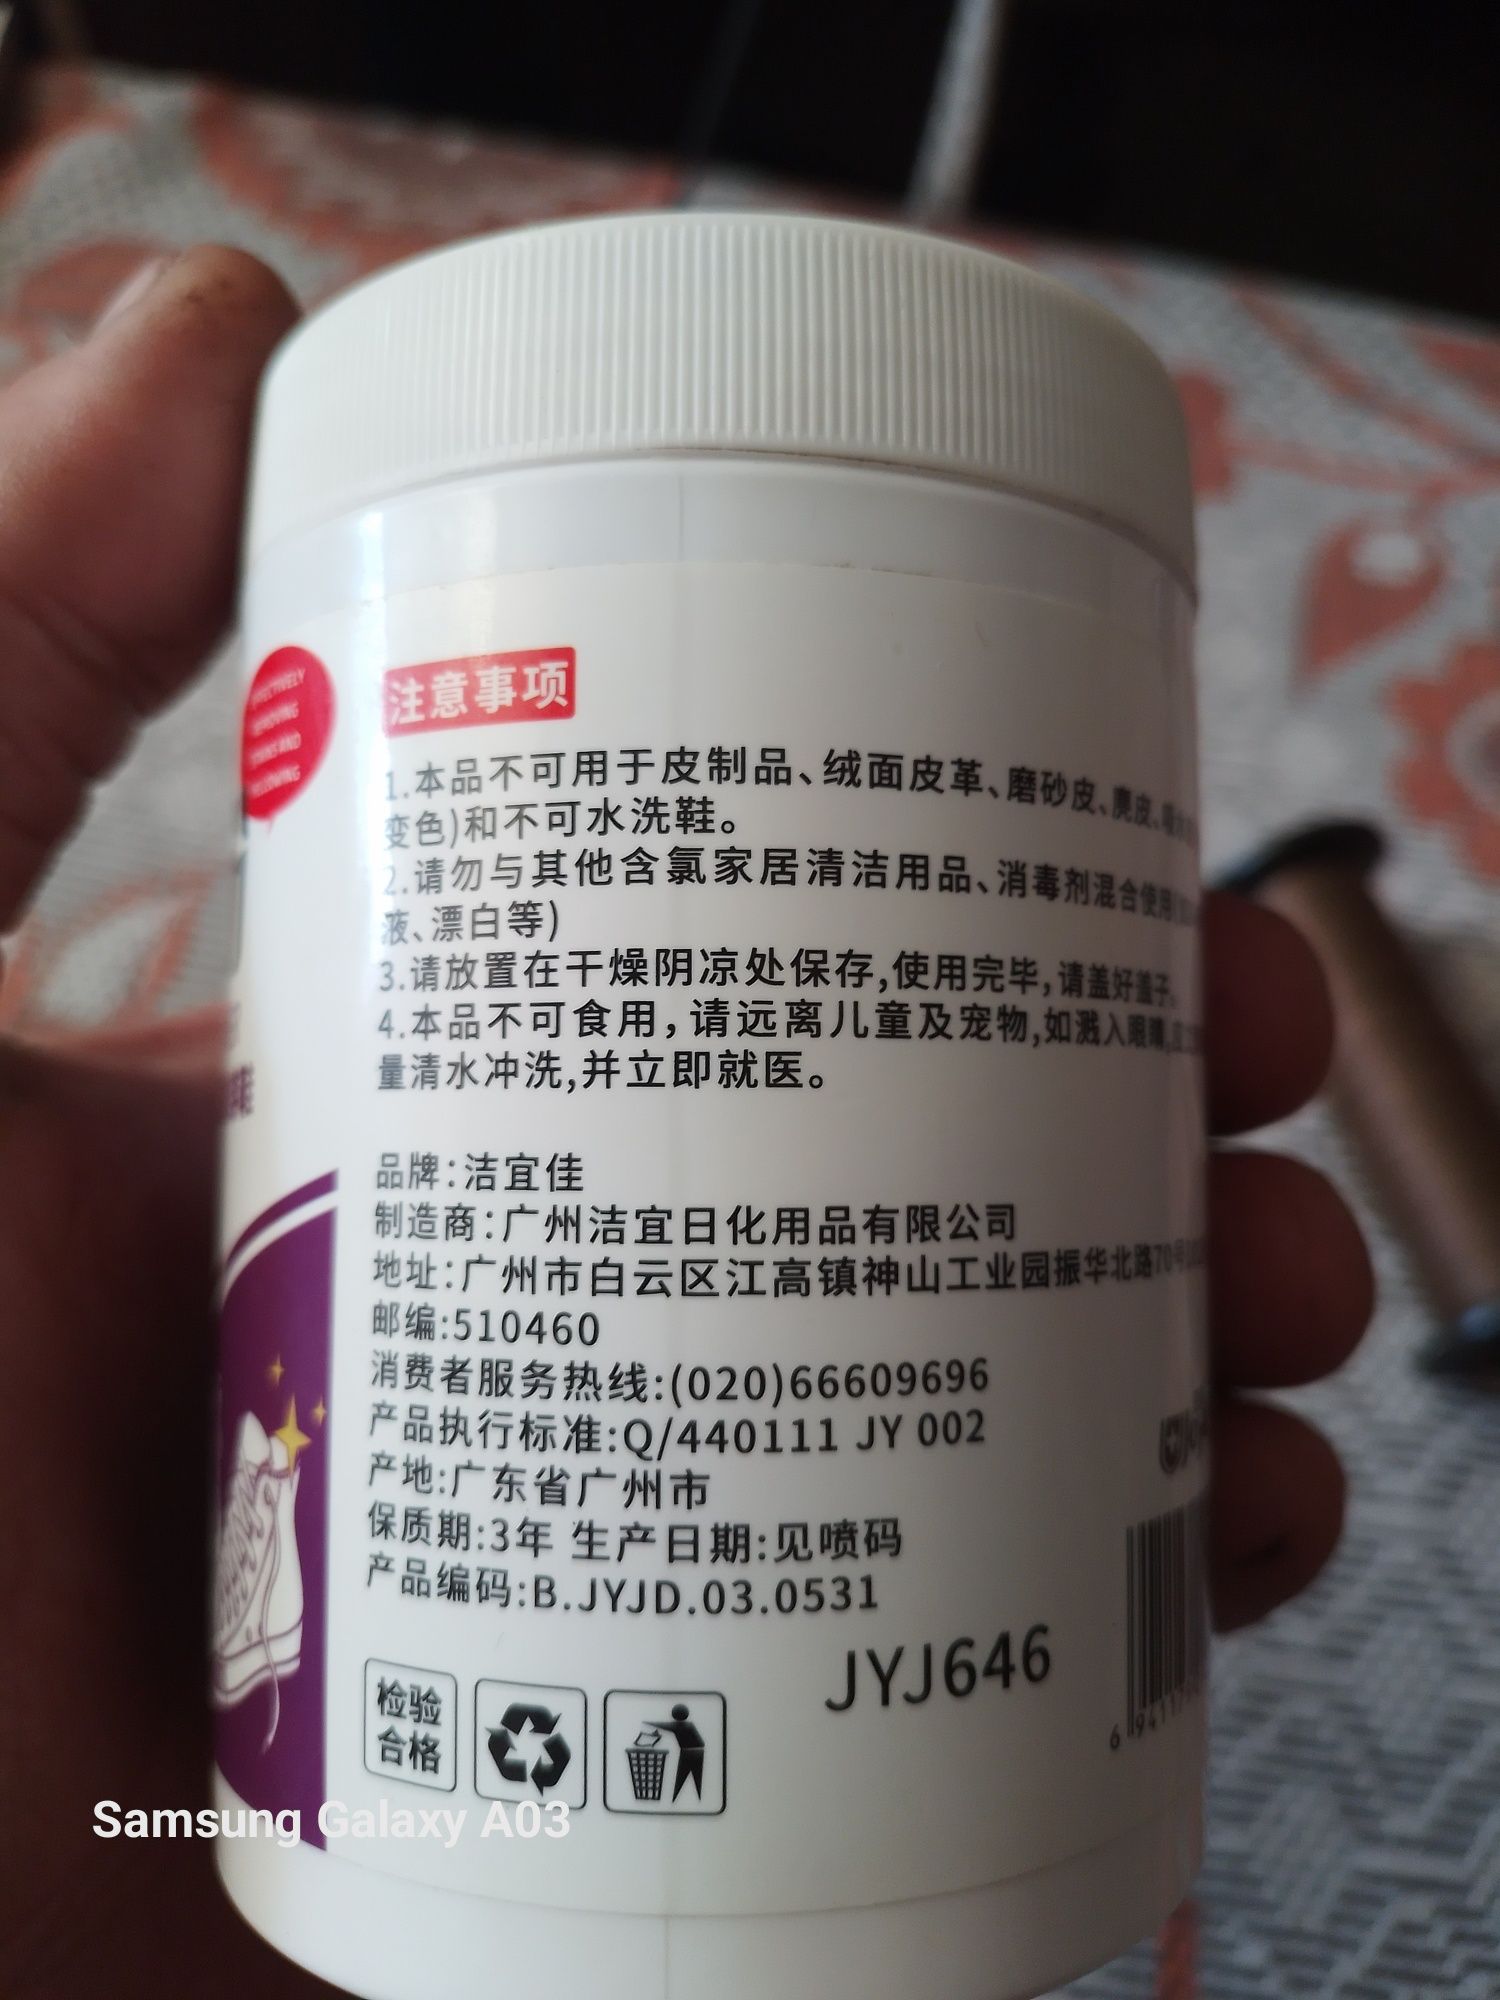 REMOVING
注意事项
1.本品不可用于皮制品、绒面皮革、磨砂皮、麂皮、
变色)和不可水洗鞋。
2.请勿与其他含氯家居清洁用品、消毒剂混合使用
液、漂白等)
3.请放置在干燥阴凉处保存,使用完毕,请盖好盖子。
4.本品不可食用,请远离儿童及宠物,如溅入眼睛,
量清水冲洗,并立即就医。
品牌:洁宜佳
制造商:广州洁宜日化用品有限公司
地址:广州市白云区江高镇神山工业园振华北路70号
邮编:510460
消费者服务热线:(020)66609696
产品执行标准:Q/440111 JY 002
产地:广东省广州市
保质期:3年 生产日期:见喷码
产品编码:B.JYJD.03.0531
JYJ646
检验
合格
6 94117
Samsung Galaxy A03